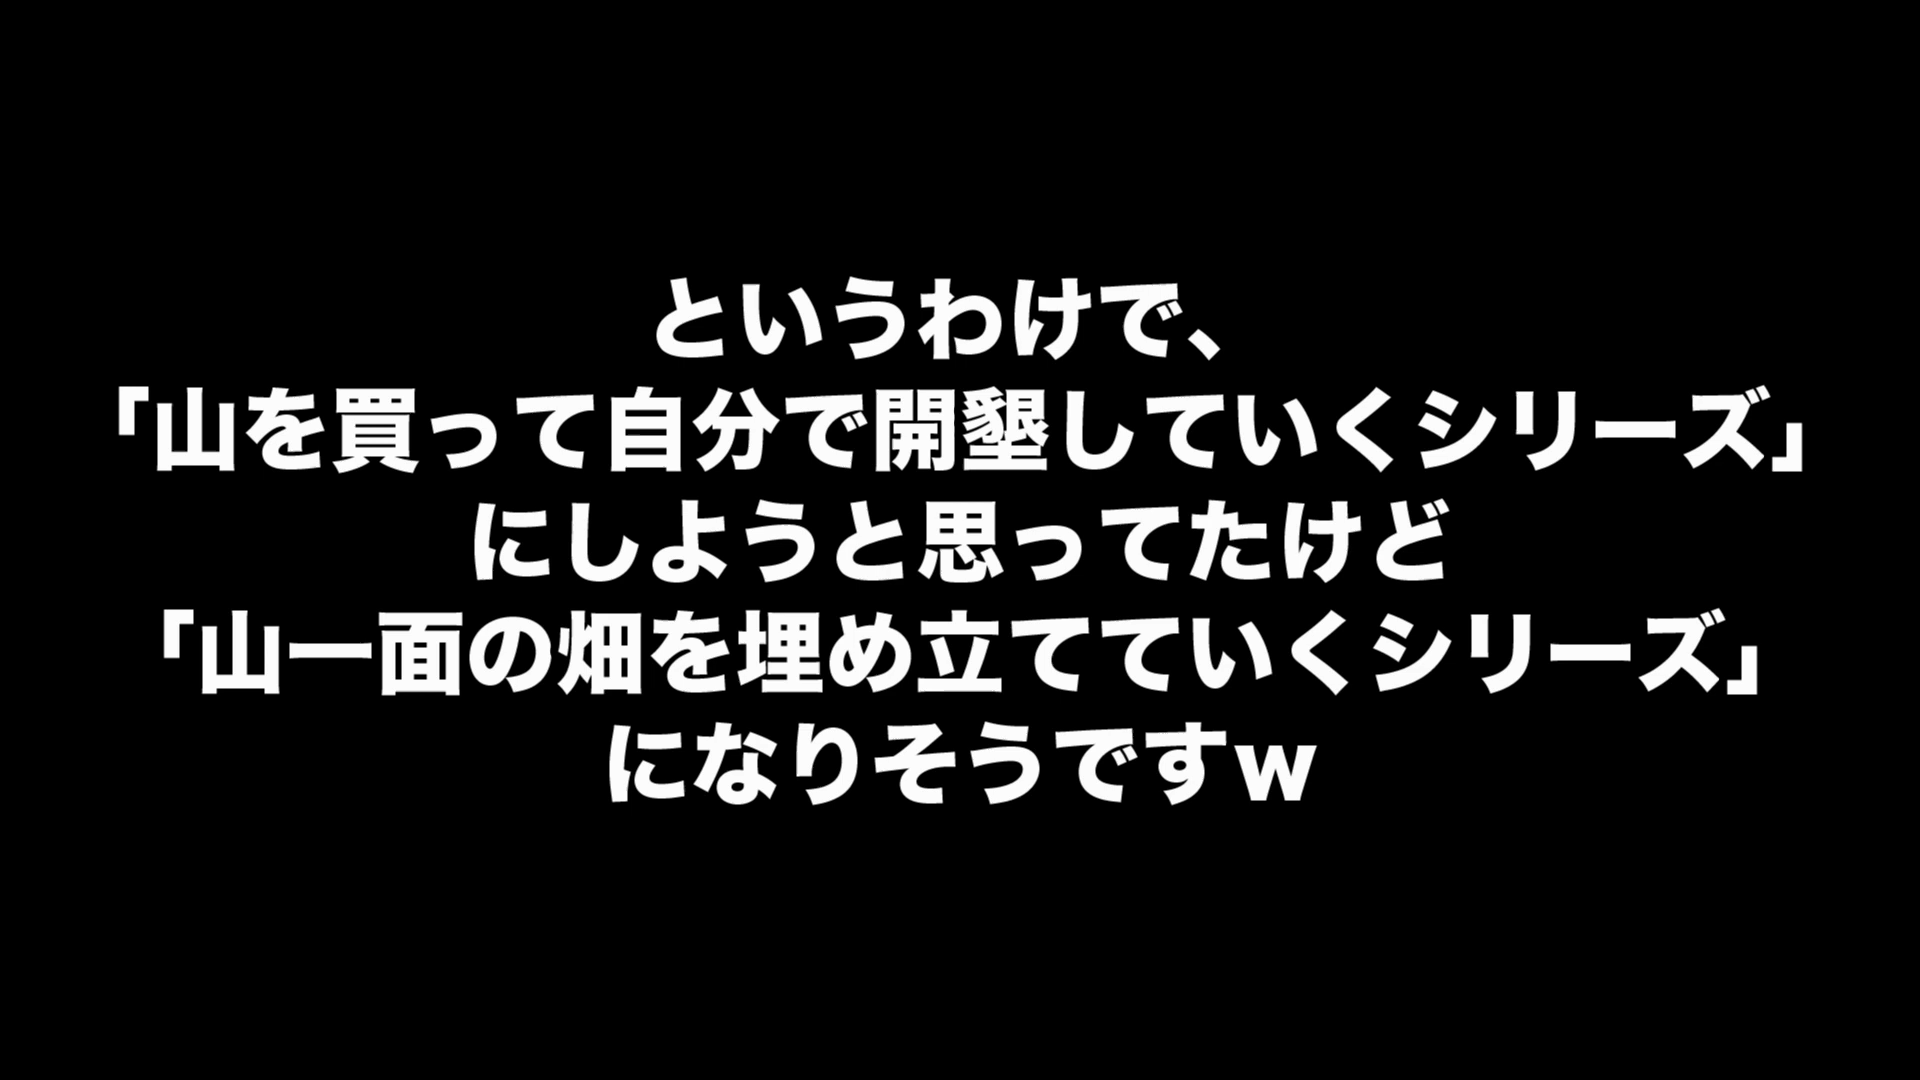 というわけで、
「山を買って自分で開墾していくシリーズ」
にしようと思ってたけど
「山一面の畑を埋め立てていくシリーズ」
になりそうですw